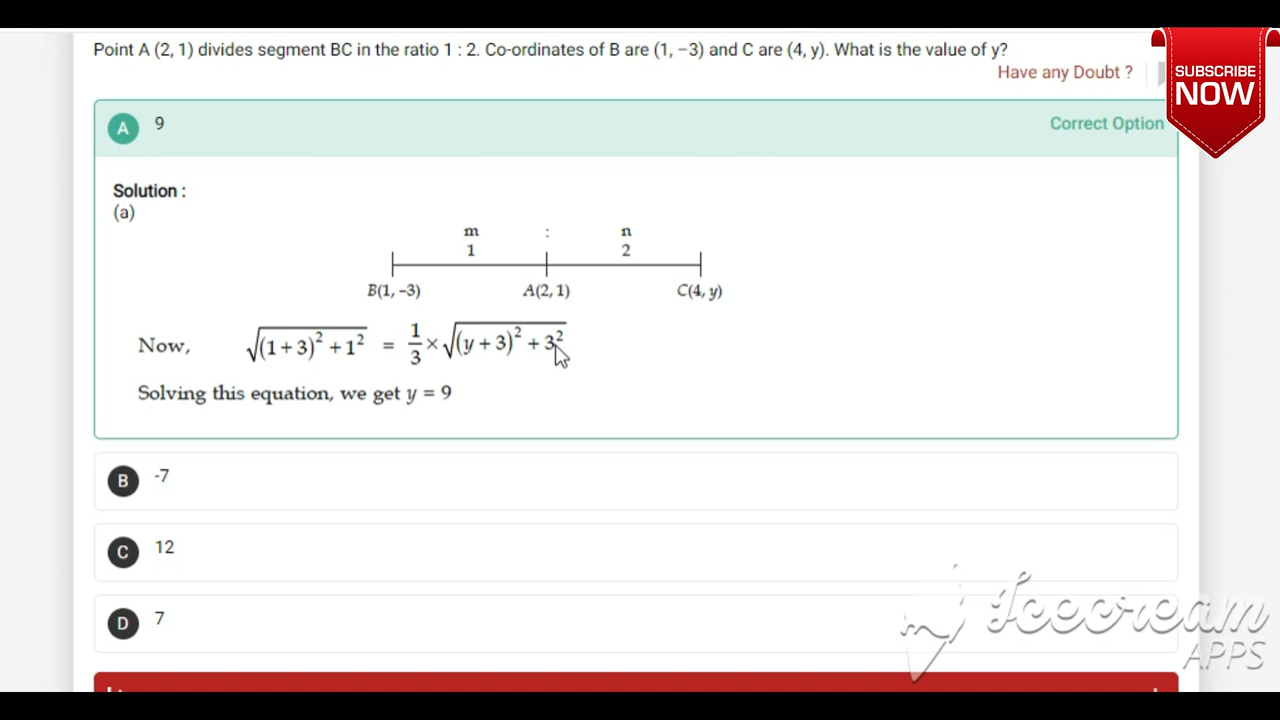 Point A (2, 1) divides segment BC in the ratio 1 : 2. Co-ordinates of B are (1, −3) and C are (4, y). What is the value of y?
Have any Doubt ?
SUBSCRIBE
NOW
A 9
Correct Option
Solution :
(a)
m : n
1 2
B(1, –3) A(2, 1) C(4, y)
Now, √((1+3)² + 1²) = 1/3 × √((y + 3)² + 3²)
Solving this equation, we get y = 9
B -7
C 12
D 7
Icecream
APPS